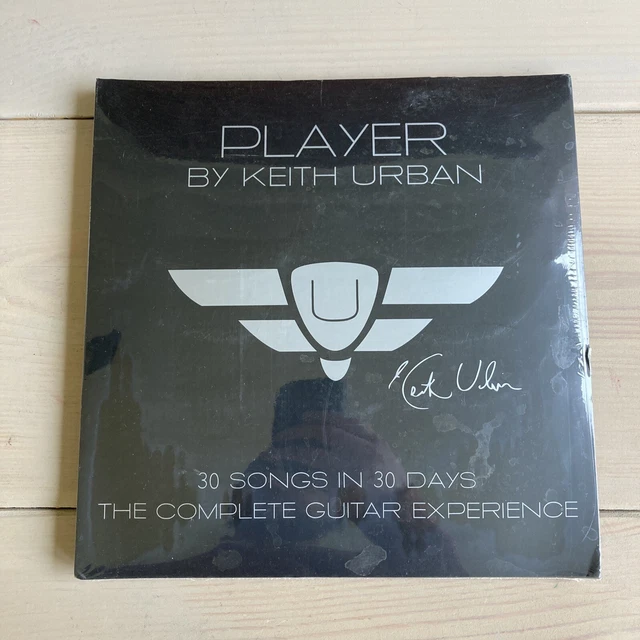 PLAYER
BY KEITH URBAN
U
Keith Urban
30 SONGS IN 30 DAYS
THE COMPLETE GUITAR EXPERIENCE